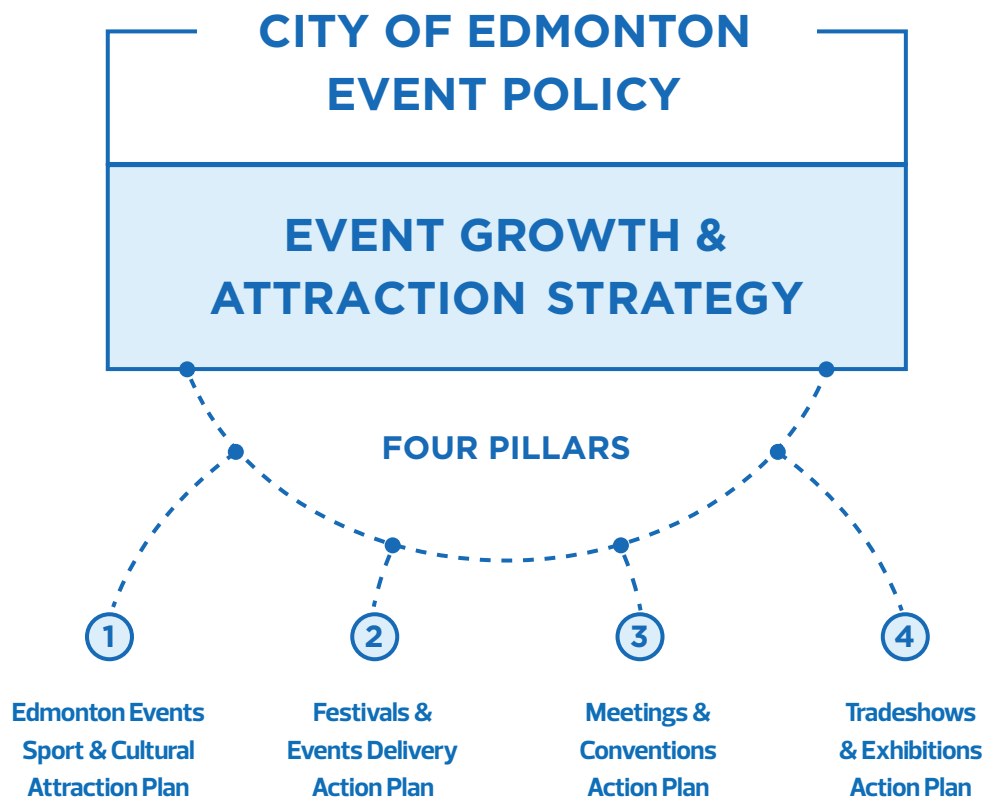 CITY OF EDMONTON
EVENT POLICY
EVENT GROWTH &
ATTRACTION STRATEGY
FOUR PILLARS
1
Edmonton Events
Sport & Cultural
Attraction Plan
2
Festivals &
Events Delivery
Action Plan
3
Meetings &
Conventions
Action Plan
4
Tradeshows
& Exhibitions
Action Plan